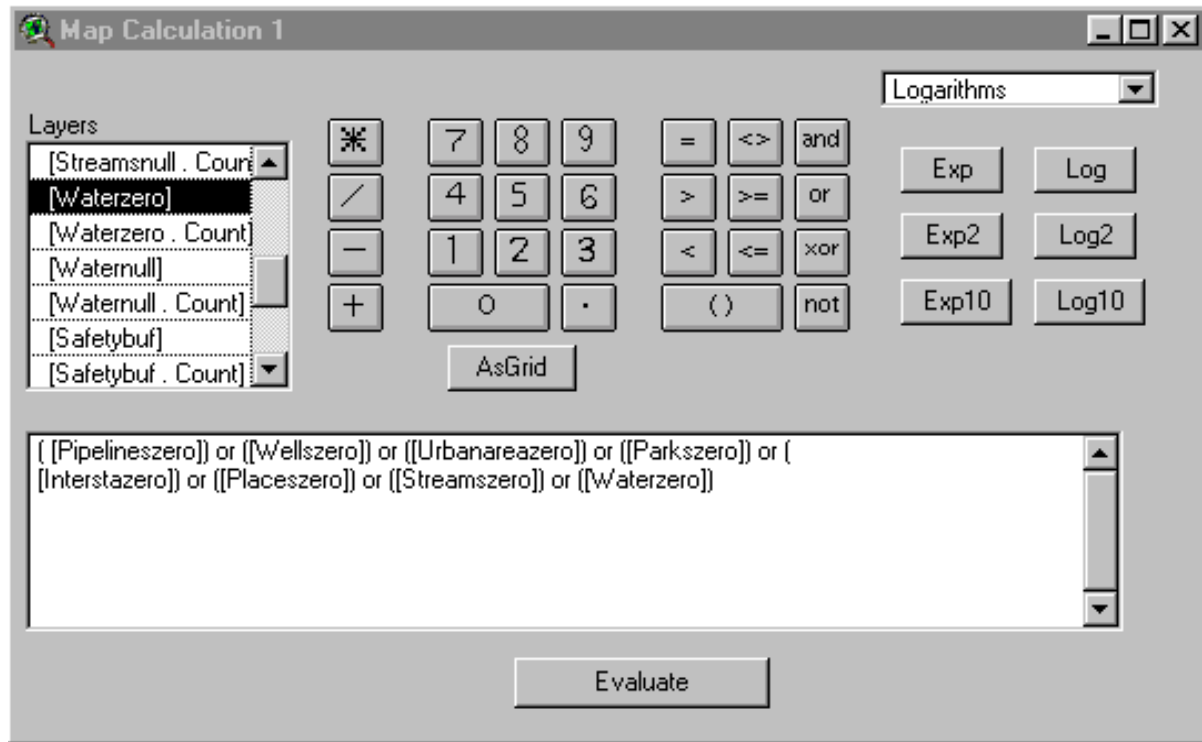 Map Calculation 1
Logarithms
Layers
[Streamsnull . Coun
[Waterzero]
[Waterzero . Count]
[Waternull]
[Waternull . Count]
[Safetybuf]
[Safetybuf . Count]
* 7 8 9 = <> and
/ 4 5 6 > >= or
− 1 2 3 < <= xor
+ 0 . ( ) not
AsGrid
Exp Log
Exp2 Log2
Exp10 Log10
( [Pipelineszero]) or ([Wellszero]) or ([Urbanareazero]) or ([Parkszero]) or (
[Interstazero]) or ([Placeszero]) or ([Streamszero]) or ([Waterzero])
Evaluate